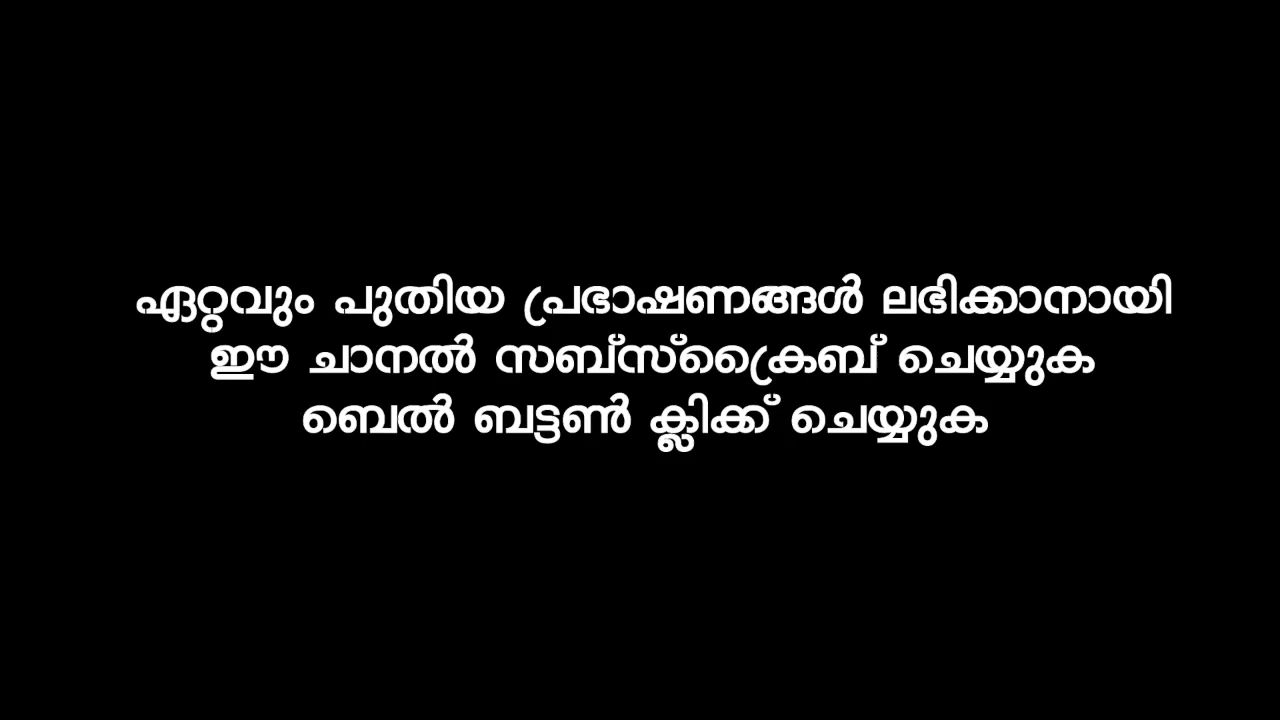 ഏറ്റവും പുതിയ പ്രഭാഷണങ്ങൾ ലഭിക്കാനായി
ഈ ചാനൽ സബ്സ്ക്രൈബ് ചെയ്യുക
ബെൽ ബട്ടൺ ക്ലിക്ക് ചെയ്യുക